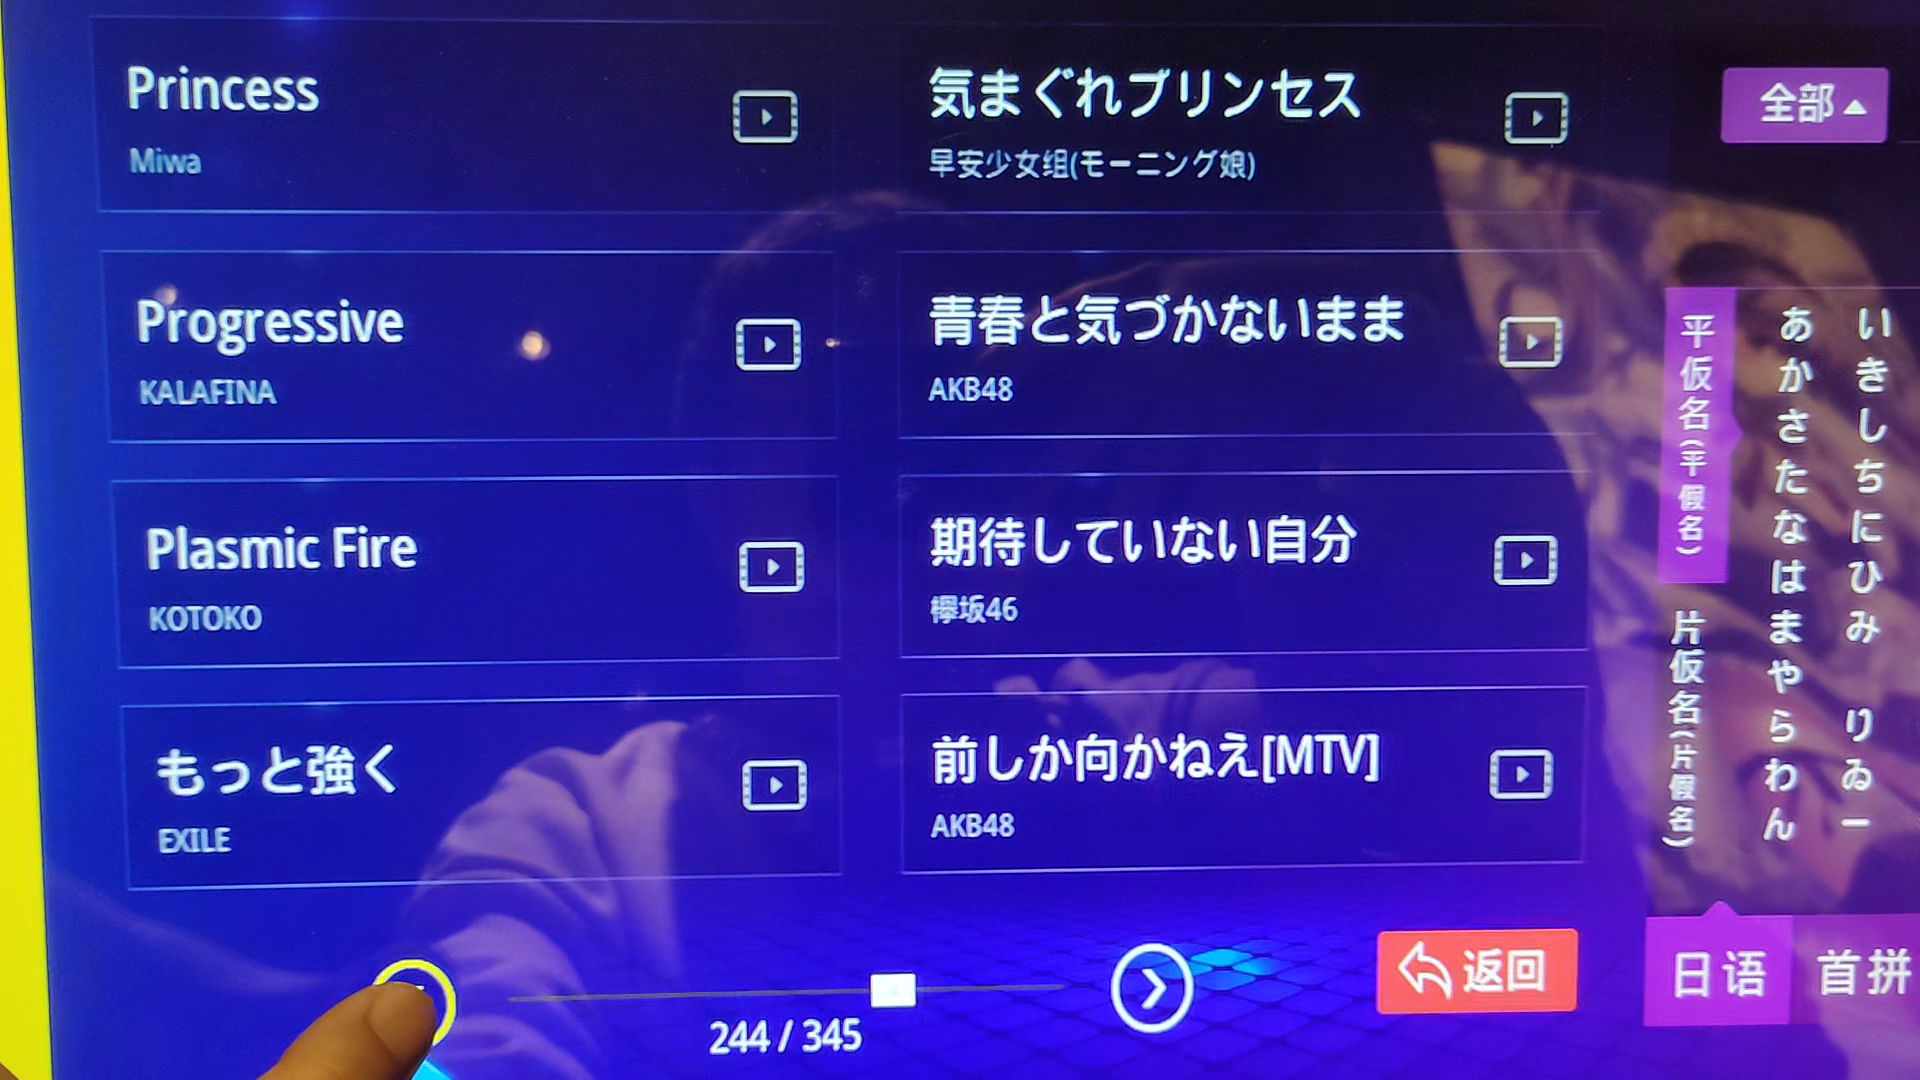 Princess
Miwa
気まぐれプリンセス
早安少女组(モーニング娘)
Progressive
KALAFINA
青春と気づかないまま
AKB48
Plasmic Fire
KOTOKO
期待していない自分
欅坂46
もっと強く
EXILE
前しか向かねえ[MTV]
AKB48
244 / 345
返回
全部
平仮名(平假名)
片仮名(片假名)
あかさたなはまやらわん
いきしちにひみ りゐー
日语
首拼